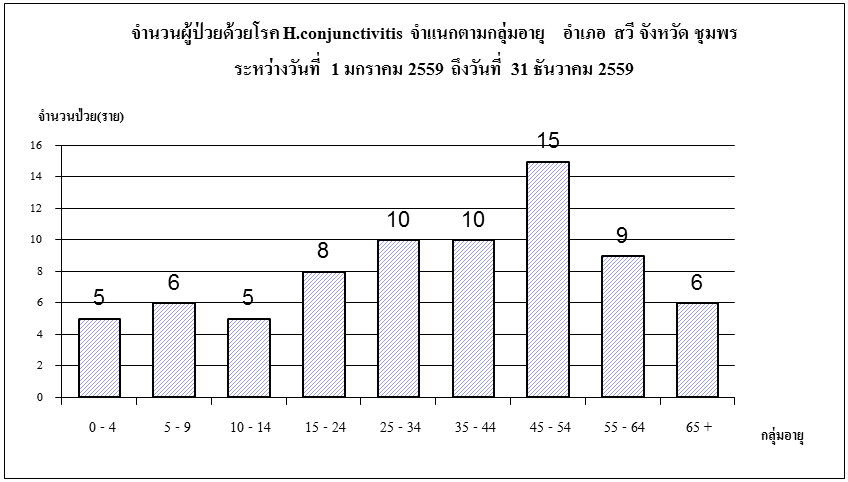 จำนวนผู้ป่วยด้วยโรค H.conjunctivitis จำแนกตามกลุ่มอายุ อำเภอ สวี จังหวัด ชุมพร
ระหว่างวันที่ 1 มกราคม 2559 ถึงวันที่ 31 ธันวาคม 2559
จำนวนป่วย(ราย)
16
14
12
10
8
6
4
2
0
5
6
5
8
10
10
15
9
6
0 - 4
5 - 9
10 - 14
15 - 24
25 - 34
35 - 44
45 - 54
55 - 64
65 +
กลุ่มอายุ